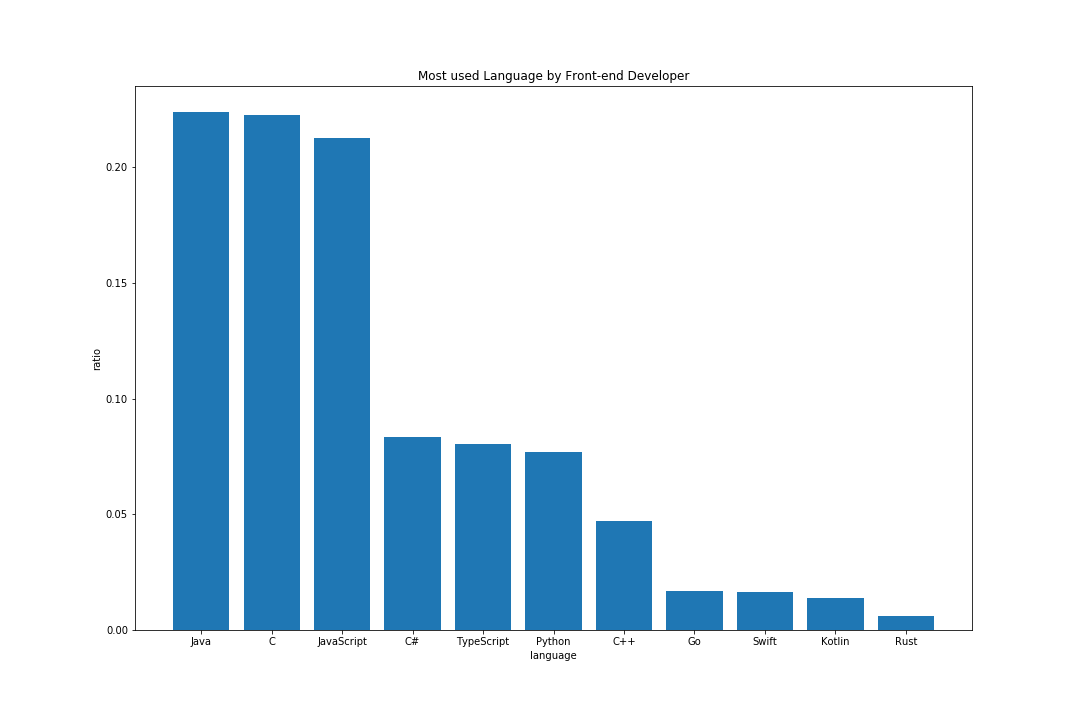 Most used Language by Front-end Developer
0.20
0.15
0.10
0.05
0.00
ratio
Java C JavaScript C# TypeScript Python C++ Go Swift Kotlin Rust
language